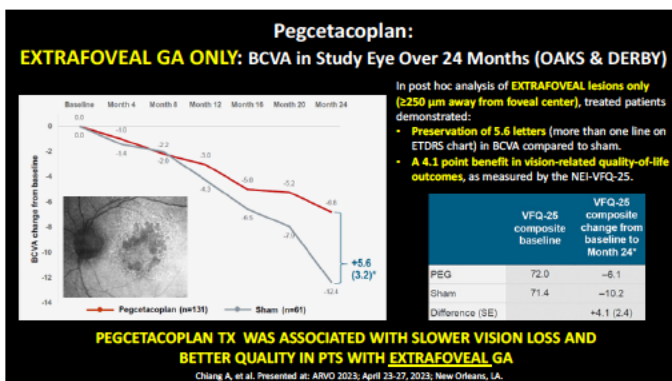 Pegcetacoplan:
EXTRAFOVEAL GA ONLY: BCVA in Study Eye Over 24 Months (OAKS & DERBY)
Baseline Month 4 Month 8 Month 12 Month 16 Month 20 Month 24
BCVA change from baseline
0
-2
-4
-6
-8
-10
-12
-14
0.0
0.0
-1.4
-2.2
-3.0
-4.3
-5.0
-6.5
-5.2
-6.8
-12.4
+5.6
(3.2)*
Pegcetacoplan (n=131) Sham (n=61)
In post hoc analysis of EXTRAFOVEAL lesions only
(≥250 µm away from foveal center), treated patients
demonstrated:
• Preservation of 5.6 letters (more than one line on
ETDRS chart) in BCVA compared to sham.
• A 4.1 point benefit in vision-related quality-of-life
outcomes, as measured by the NEI-VFQ-25.
VFQ-25
composite
baseline
VFQ-25
composite
change from
baseline to
Month 24*
PEG 72.0 –6.1
Sham 71.4 –10.2
Difference (SE) +4.1 (2.4)
PEGCETACOPLAN TX WAS ASSOCIATED WITH SLOWER VISION LOSS AND
BETTER QUALITY IN PTS WITH EXTRAFOVEAL GA
Chiang A, et al. Presented at: ARVO 2023; April 23-27, 2023; New Orleans, LA.